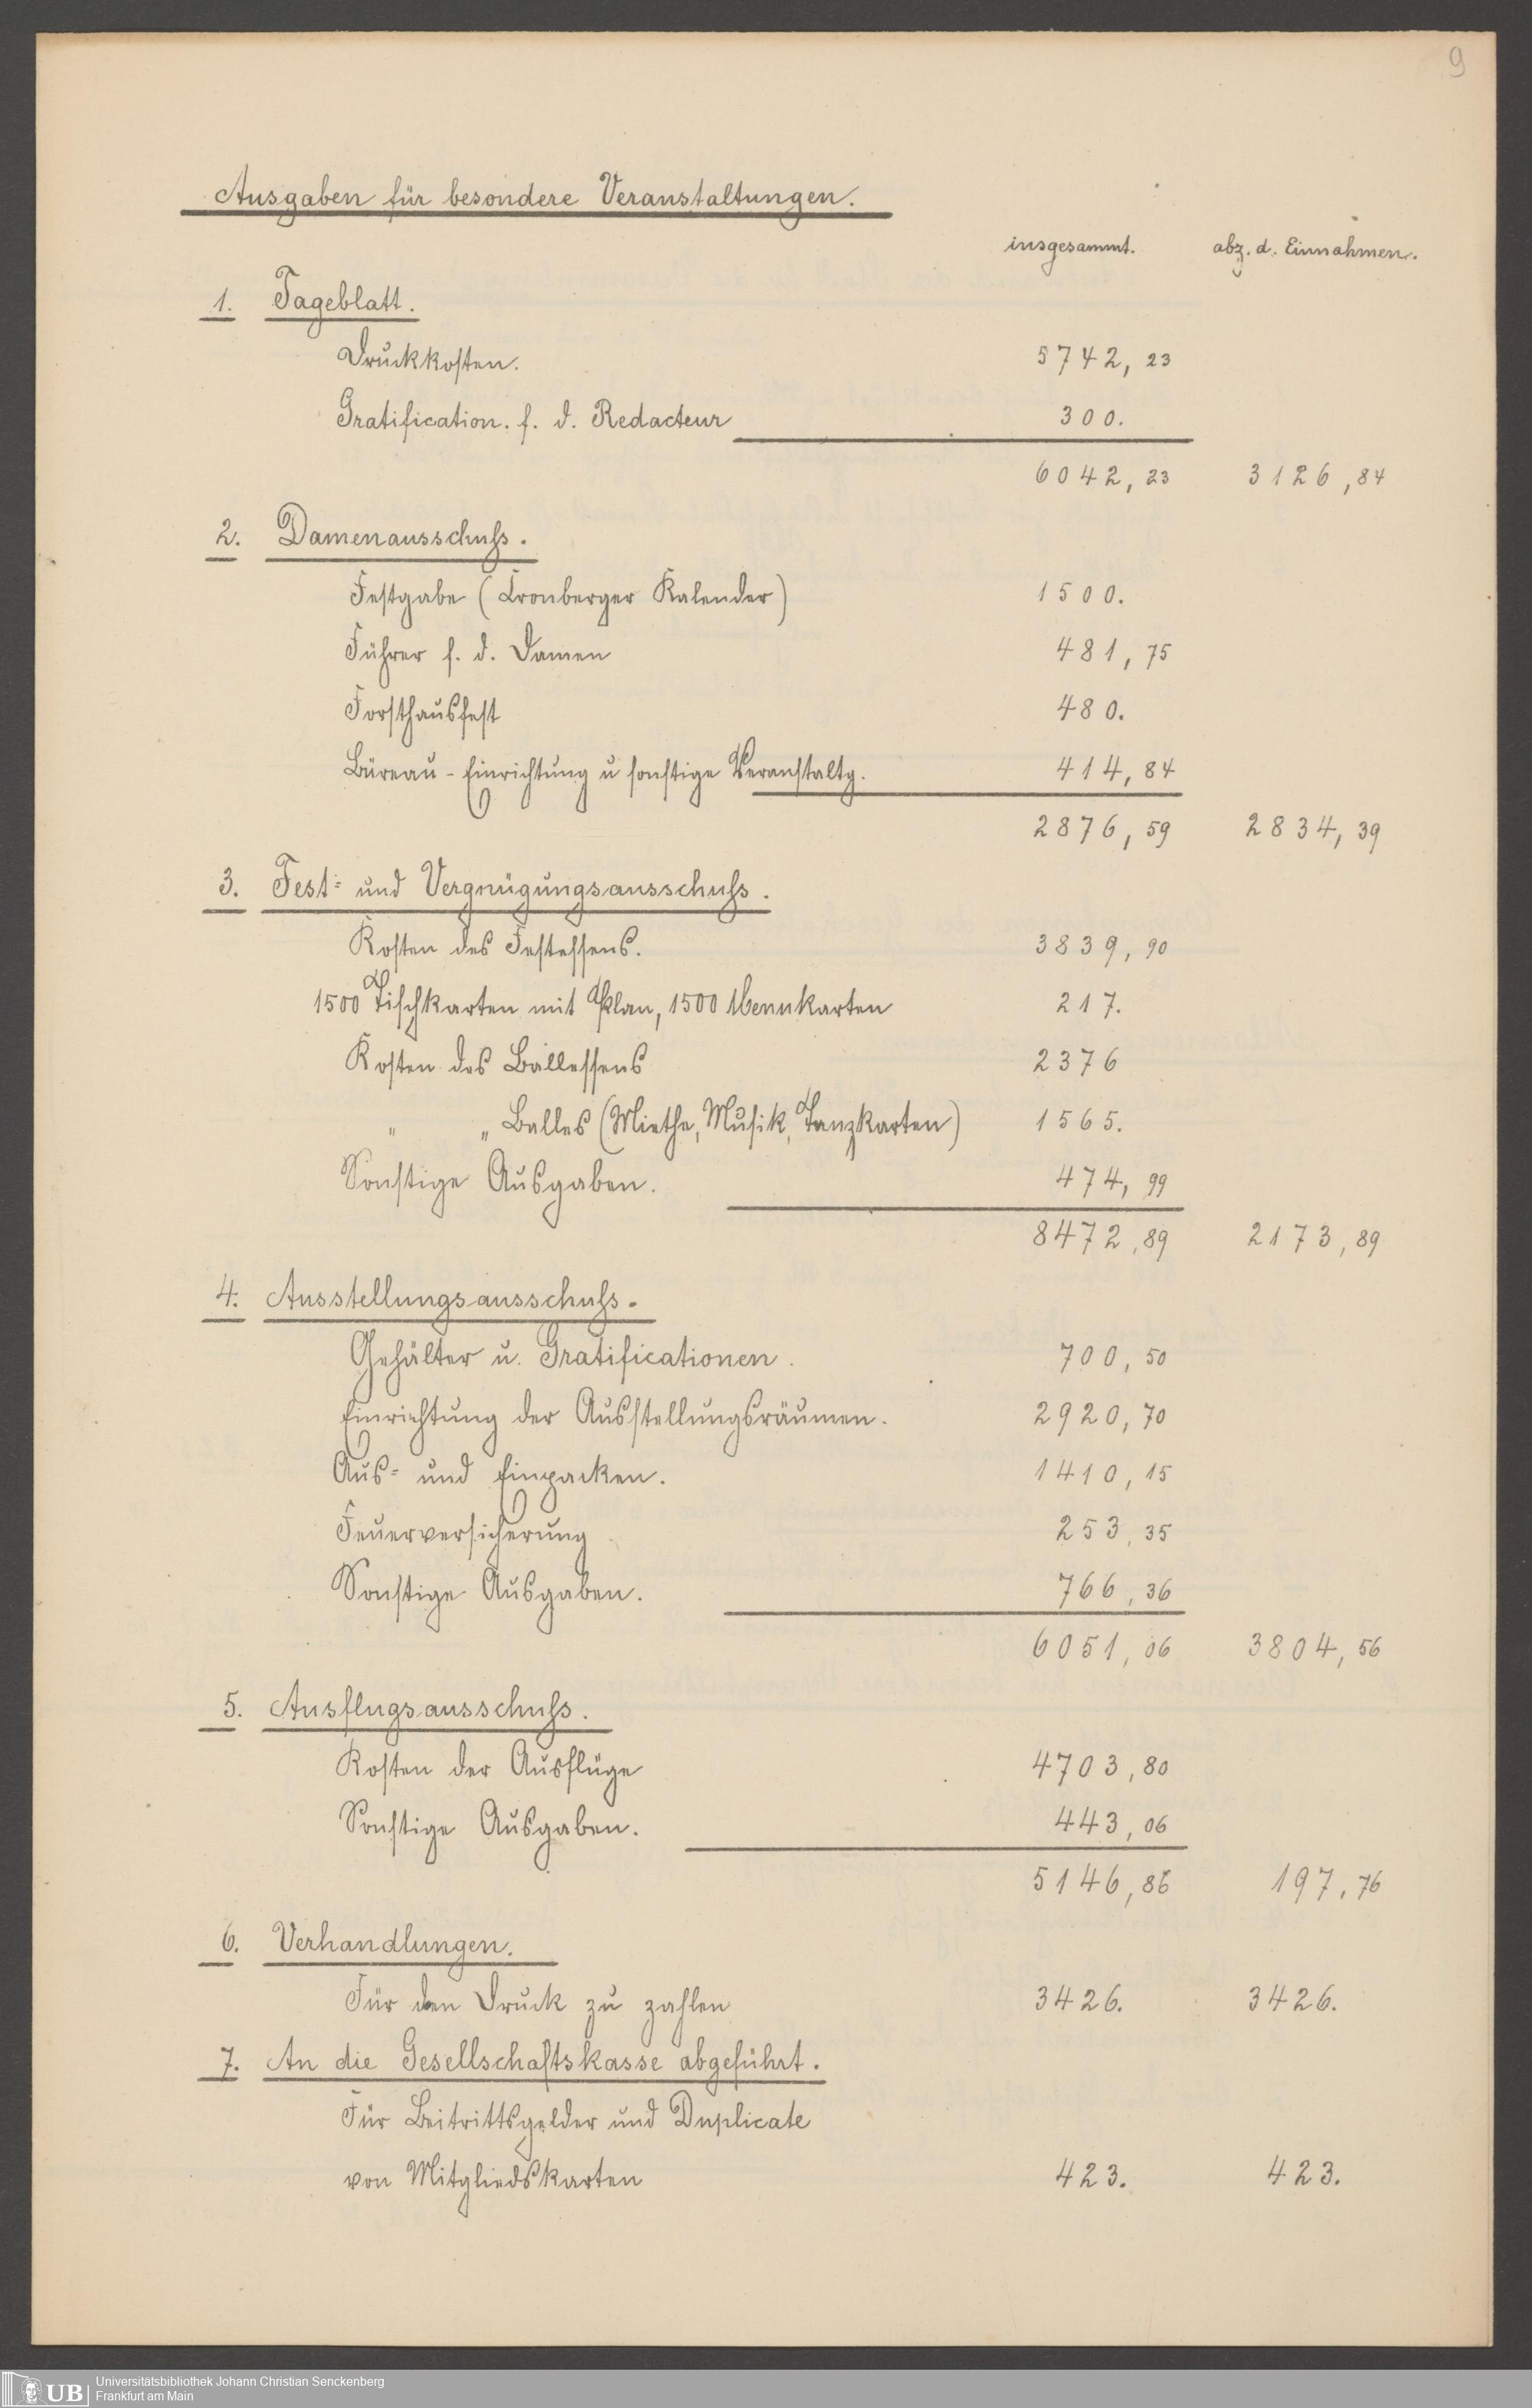 9
Ausgaben für besondere Veranstaltungen.
insgesammt. abz. d. Einnahmen.
1. Tageblatt.
Druckkosten. 5742,23
Gratification. f. d. Redacteur 300.
6042,23 3126,84
2. Damenausschuss.
Festgabe (Cronberger Kalender) 1500.
Führer f. d. Damen 481,75
Forsthausfest 480.
Büreau-Einrichtung u sonstige Veranstaltg. 414,84
2876,59 2834,39
3. Fest- und Vergnügungsausschuss.
Kosten des Festessens. 3839,90
1500 Tischkarten mit Plan, 1500 Menukarten 217.
Kosten des Ballessens 2376
" " Balles (Miethe, Musik, Tanzkarten) 1565.
Sonstige Ausgaben. 474,99
8472,89 2173,89
4. Ausstellungsausschuss.
Gehälter u. Gratificationen. 700,50
Einrichtung der Ausstellungsräumen. 2920,70
Aus- und Einpacken. 1410,15
Feuerversicherung 253,35
Sonstige Ausgaben. 766,36
6051,06 3804,56
5. Ausflugsausschuss.
Kosten der Ausflüge 4703,80
Sonstige Ausgaben. 443,06
5146,86 197,76
6. Verhandlungen.
Für den Druck zu zahlen 3426. 3426.
7. An die Gesellschaftskasse abgeführt.
Für Beitrittsgelder und Duplicate
von Mitgliedskarten 423. 423.
UB Universitätsbibliothek Johann Christian Senckenberg
Frankfurt am Main